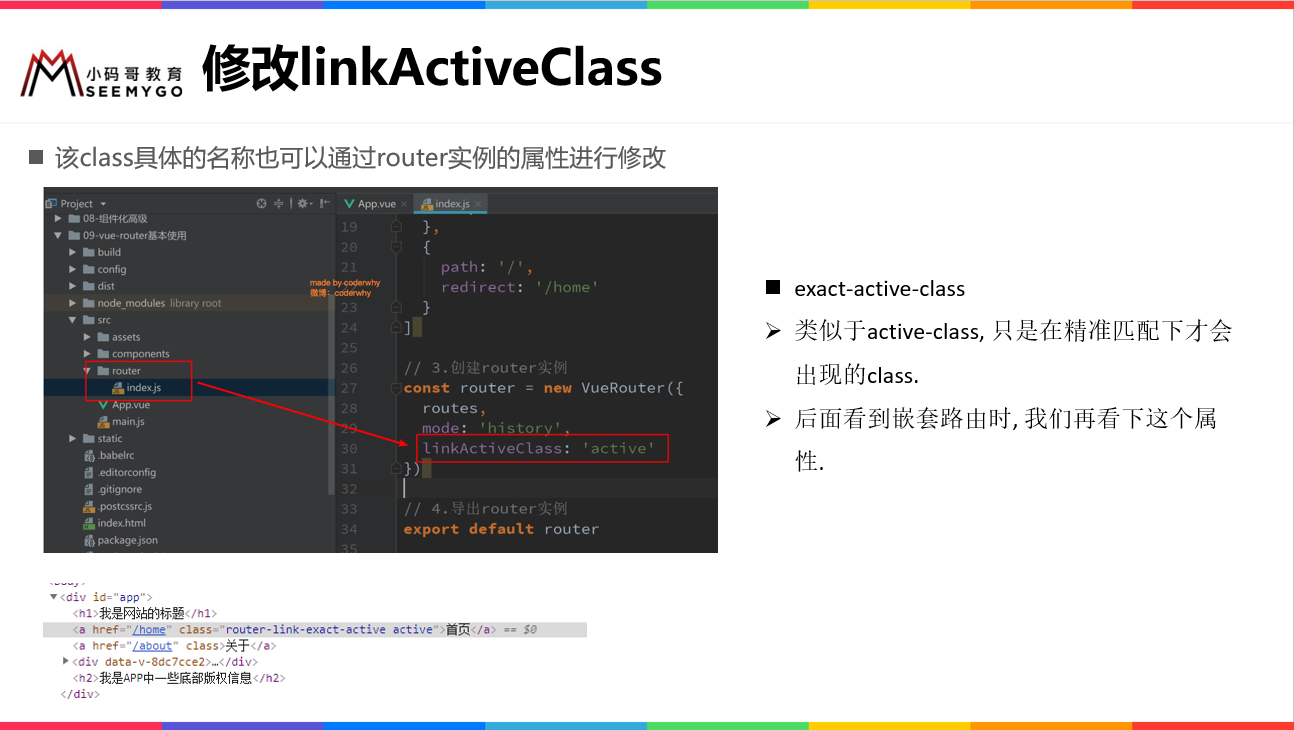 小码哥教育
SEEMYGO
修改linkActiveClass
该class具体的名称也可以通过router实例的属性进行修改
Project
08-组件化高级
09-vue-router基本使用
build
config
dist
node_modules library root
src
assets
components
router
index.js
App.vue
main.js
static
.babelrc
.editorconfig
.gitignore
.postcssrc.js
index.html
package.json
made by coderwhy
微博：coderwhy
App.vue
index.js
19 },
20 {
21 path: '/',
redirect: '/home'
23 }
24 ]
25
26 // 3.创建router实例
27 const router = new VueRouter({
28 routes,
29 mode: 'history',
30 linkActiveClass: 'active'
31 })
32
33 // 4.导出router实例
34 export default router
35
<body>
<div id="app">
<h1>我是网站的标题</h1>
<a href="/home" class="router-link-exact-active active">首页</a> == $0
<a href="/about" class>关于</a>
<div data-v-8dc7cce2>…</div>
<h2>我是APP中一些底部版权信息</h2>
</div>
exact-active-class
类似于active-class, 只是在精准匹配下才会
出现的class.
后面看到嵌套路由时, 我们再看下这个属
性.